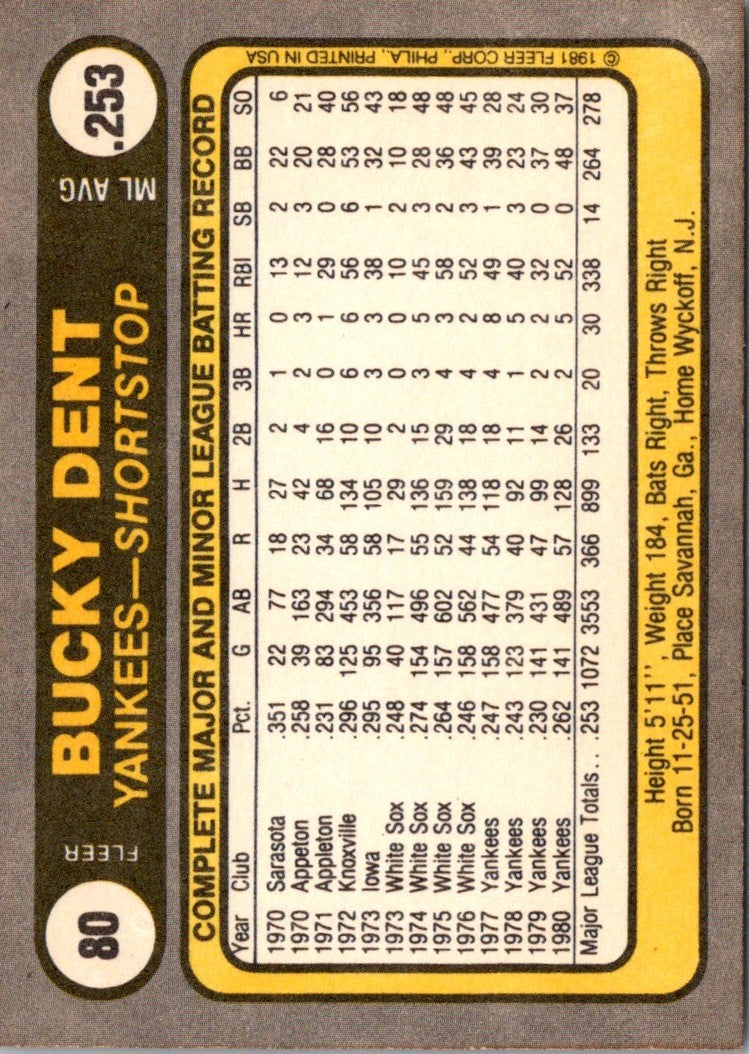 80
FLEER
BUCKY DENT
YANKEES—SHORTSTOP
ML AVG.
.253
COMPLETE MAJOR AND MINOR LEAGUE BATTING RECORD
Year Club Pct. G AB R H 2B 3B HR RBI SB BB SO
1970 Sarasota .351 22 77 18 27 2 1 0 13 2 22 6
1970 Appeton .258 39 163 23 42 4 2 3 12 3 20 21
1971 Appleton .231 83 294 34 68 16 0 1 29 0 28 40
1972 Knoxville .296 125 453 58 134 10 6 6 56 6 53 56
1973 Iowa .295 95 356 58 105 10 3 3 38 1 32 43
1973 White Sox .248 40 117 17 29 2 0 0 10 2 10 18
1974 White Sox .274 154 496 55 136 15 3 5 45 3 28 48
1975 White Sox .264 157 602 52 159 29 4 3 58 2 36 48
1976 White Sox .246 158 562 44 138 18 4 2 52 3 43 45
1977 Yankees .247 158 477 54 118 18 4 8 49 1 39 28
1978 Yankees .243 123 379 40 92 11 1 5 40 3 23 24
1979 Yankees .230 141 431 47 99 14 2 2 32 0 37 30
1980 Yankees .262 141 489 57 128 26 2 5 52 0 48 37
Major League Totals... .253 1072 3553 366 899 133 20 30 338 14 264 278
Height 5'11'', Weight 184, Bats Right, Throws Right
Born 11-25-51, Place Savannah, Ga., Home Wyckoff, N.J.
© 1981 FLEER CORP., PHILA., PRINTED IN USA